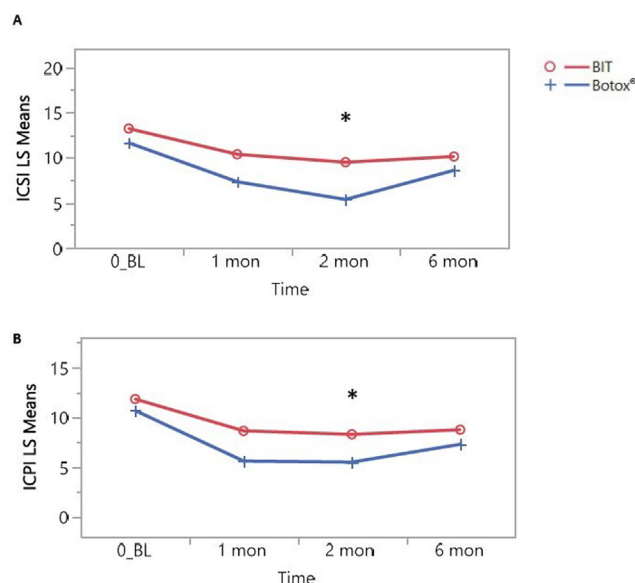 A
ICSI LS Means
20
15
10
5
0
*
BIT
Botox®
0_BL 1 mon 2 mon 6 mon
Time
B
ICPI LS Means
15
10
5
0
*
0_BL 1 mon 2 mon 6 mon
Time